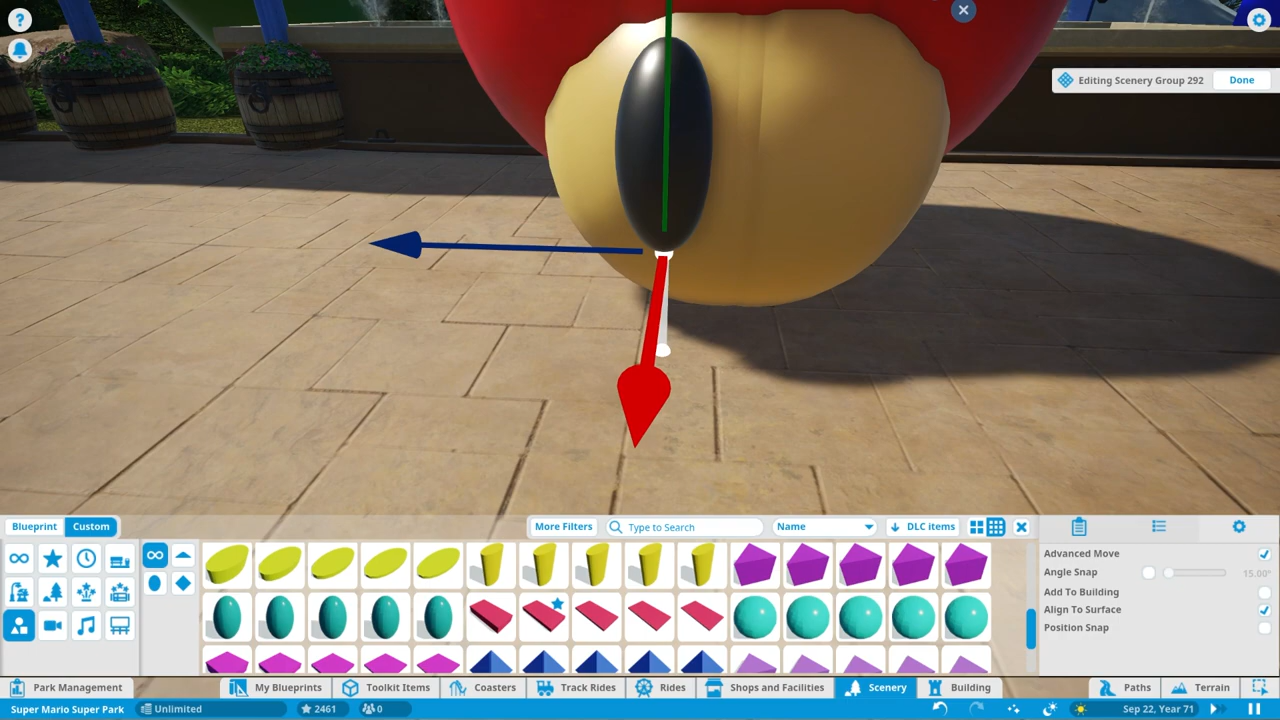 ?
Editing Scenery Group 292
Done
Blueprint
Custom
More Filters
Type to Search
Name
DLC items
Advanced Move
Angle Snap
15.00°
Add To Building
Align To Surface
Position Snap
Park Management
My Blueprints
Toolkit Items
Coasters
Track Rides
Rides
Shops and Facilities
Scenery
Building
Paths
Terrain
Super Mario Super Park
Unlimited
2461
0
Sep 22, Year 71